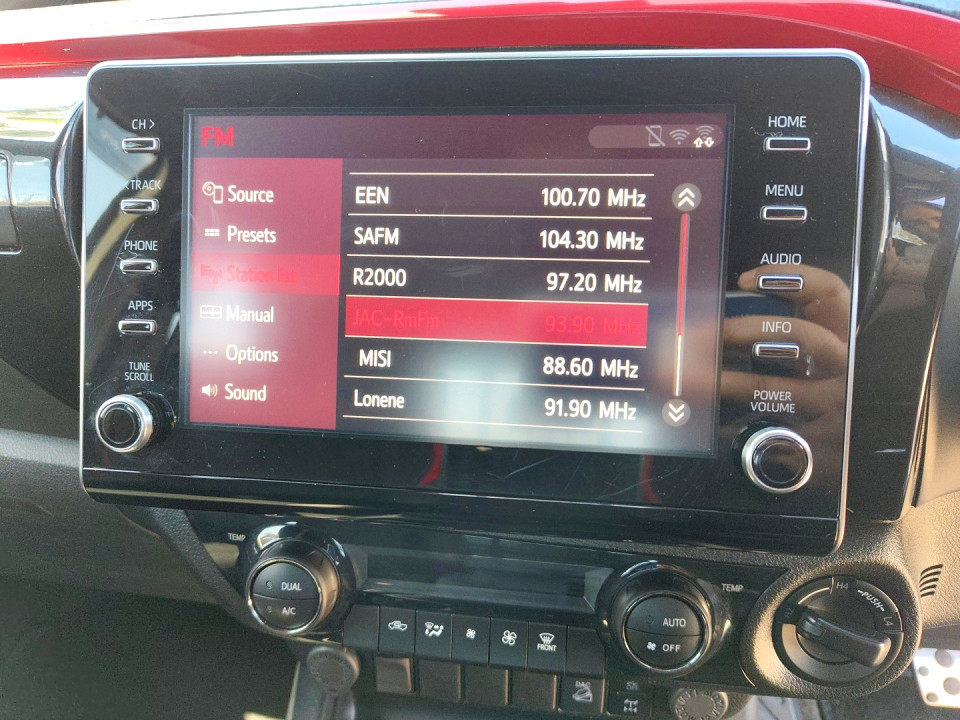 FM
CH >
TRACK
PHONE
APPS
TUNE
SCROLL
Source
Presets
Station list
Manual
Options
Sound
EEN 100.70 MHz
SAFM 104.30 MHz
R2000 97.20 MHz
JAC-RmFm 93.90 MHz
MISI 88.60 MHz
Lonene 91.90 MHz
HOME
MENU
AUDIO
INFO
POWER
VOLUME
TEMP
DUAL
A/C
FRONT
TEMP
AUTO
OFF
H4
PUSH
L4
DAC